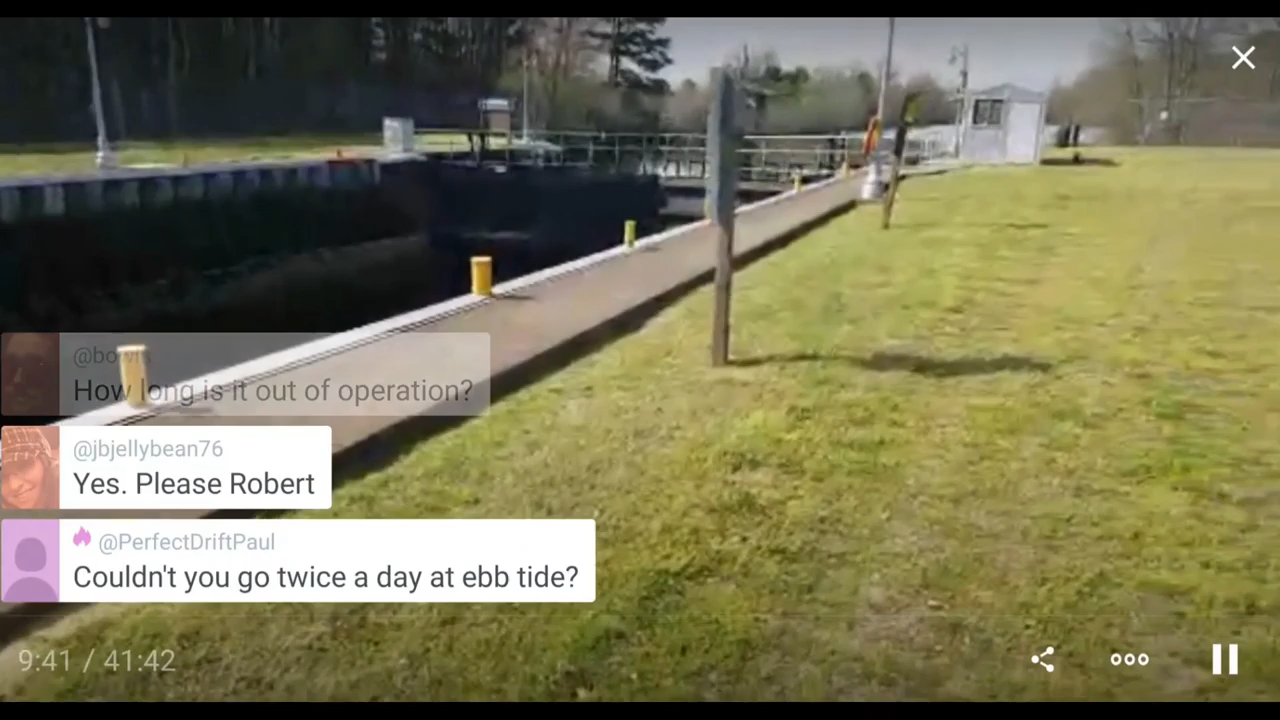 How long is it out of operation?
@jbjellybean76
Yes. Please Robert
@PerfectDriftPaul
Couldn't you go twice a day at ebb tide?
9:41 / 41:42